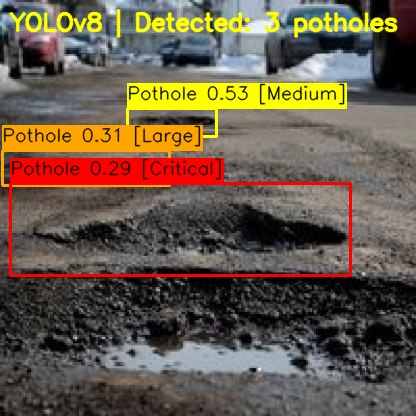 YOLOv8 | Detected: 3 potholes
Pothole 0.53 [Medium]
Pothole 0.31 [Large]
Pothole 0.29 [Critical]